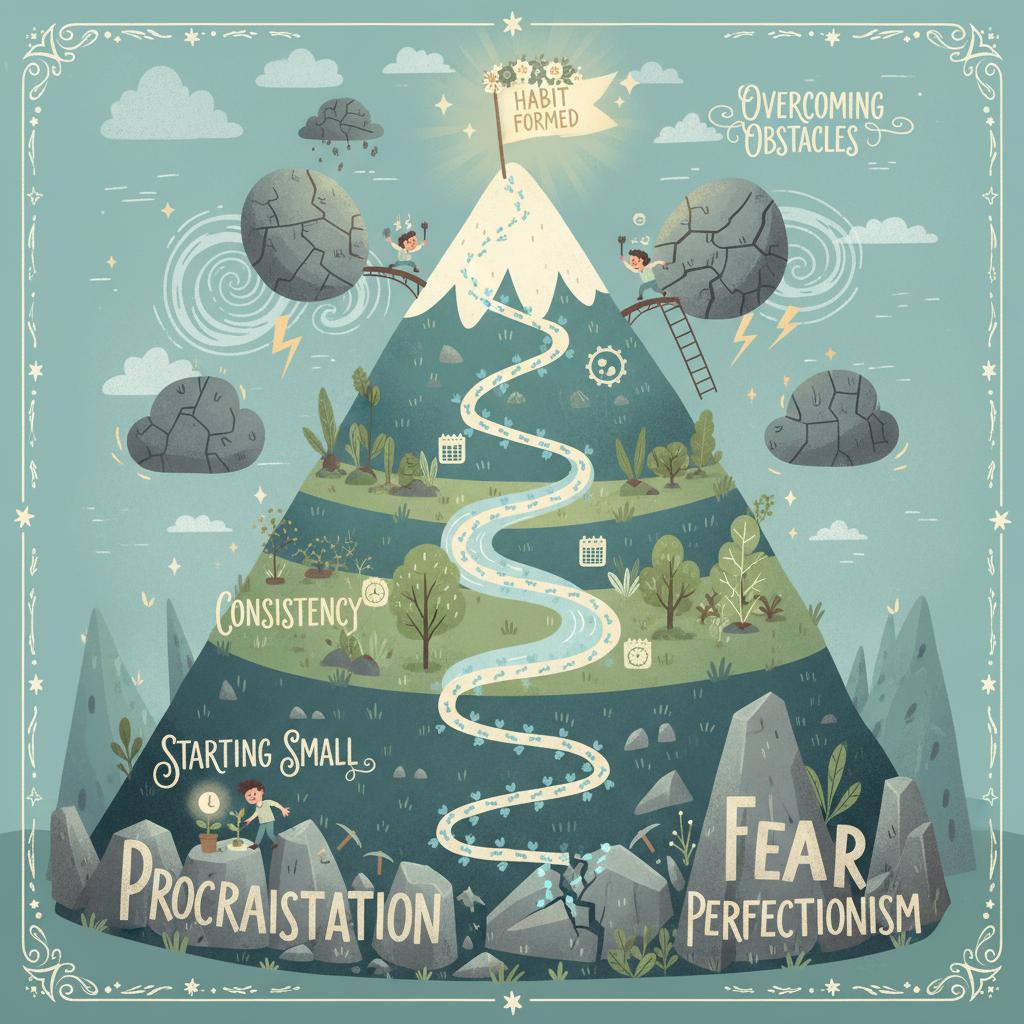 HABIT
FORMED
OVERCOMING
OBSTACLES
CONSISTENCY
STARTING SMALL
PROCRAISTATION
FEAR
PERFECTIONISM